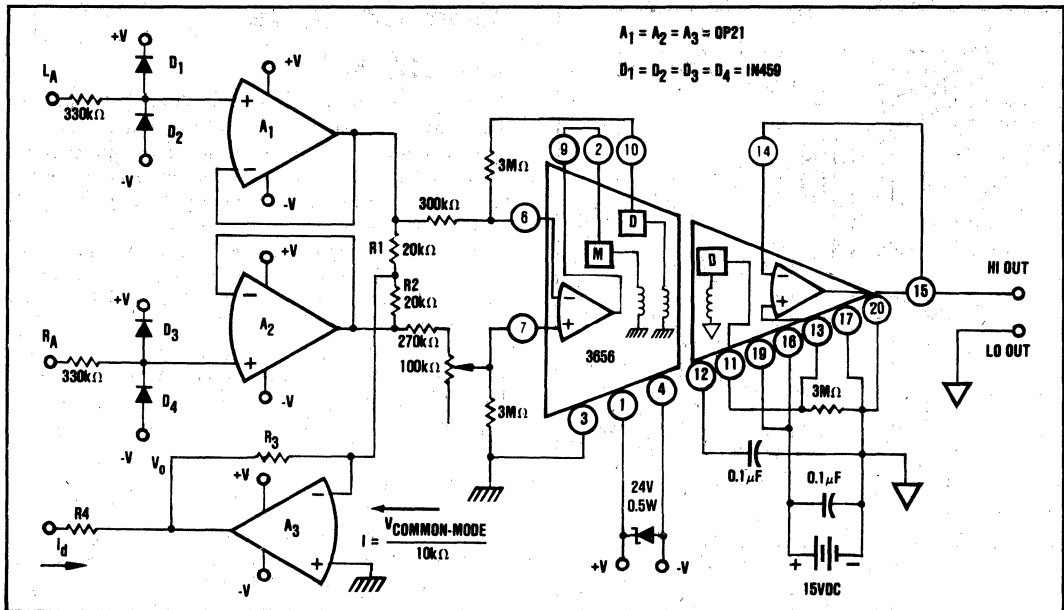 A1 = A2 = A3 = OP21
D1 = D2 = D3 = D4 = IN459
+V
D1
+V
LA
330kΩ
D2
-V
+
A1
−
-V
+V
−
A2
+
-V
+V
D3
RA
330kΩ
D4
-V
R1
20kΩ
R2
20kΩ
300kΩ
3MΩ
270kΩ
100kΩ
3MΩ
R3
Vo
+V
−
A3
+
-V
R4
Id
I = VCOMMON-MODE
10kΩ
9
2
10
6
D
M
−
+
7
3656
3
1
4
24V
0.5W
+V
-V
14
D
−
+
15
HI OUT
LO OUT
20
17
13
16
19
11
12
3MΩ
0.1μF
0.1μF
+
−
15VDC